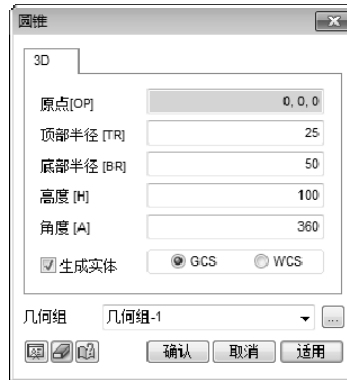 圆锥
3D
原点[OP] 0, 0, 0
顶部半径 [TR] 25
底部半径 [BR] 50
高度 [H] 100
角度 [A] 360
生成实体 GCS WCS
几何组 几何组-1 ...
确认 取消 适用